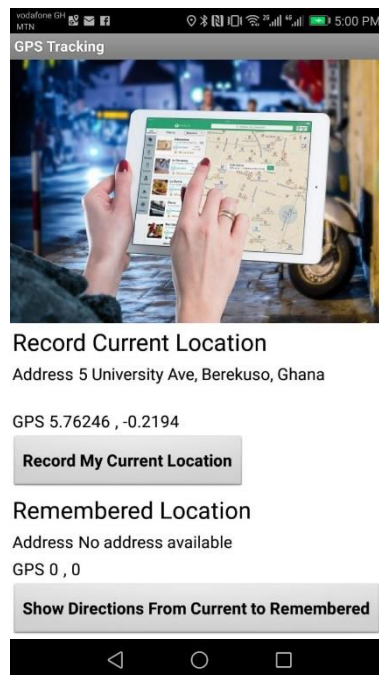 vodafone GH
MTN
5:00 PM
GPS Tracking
Record Current Location
Address 5 University Ave, Berekuso, Ghana
GPS 5.76246 , -0.2194
Record My Current Location
Remembered Location
Address No address available
GPS 0 , 0
Show Directions From Current to Remembered